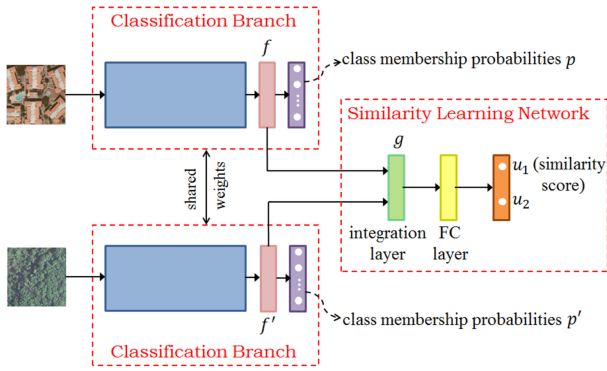 Classification Branch
f
class membership probabilities p
Similarity Learning Network
g
u1 (similarity
score)
u2
shared
weights
integration
layer
FC
layer
f'
class membership probabilities p'
Classification Branch